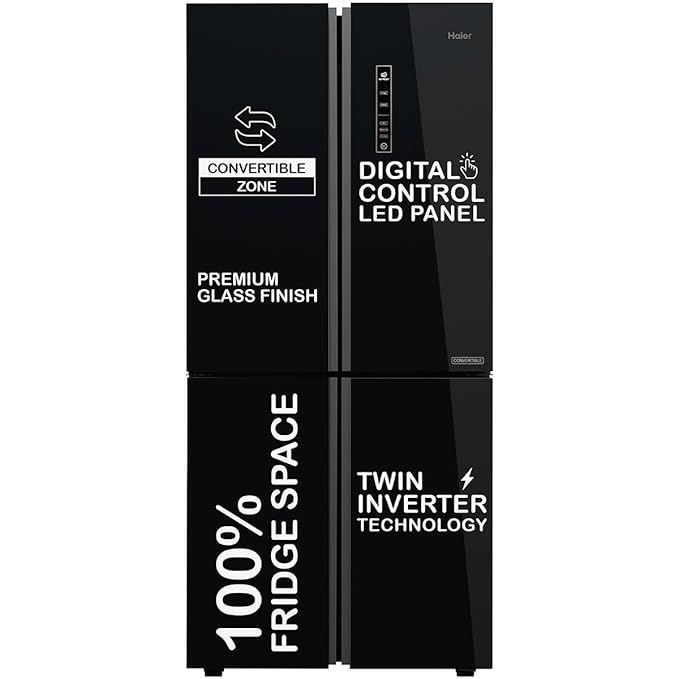 Haier
CONVERTIBLE
ZONE
DIGITAL
CONTROL
LED PANEL
PREMIUM
GLASS FINISH
CONVERTIBLE
100%
FRIDGE SPACE
TWIN
INVERTER
TECHNOLOGY